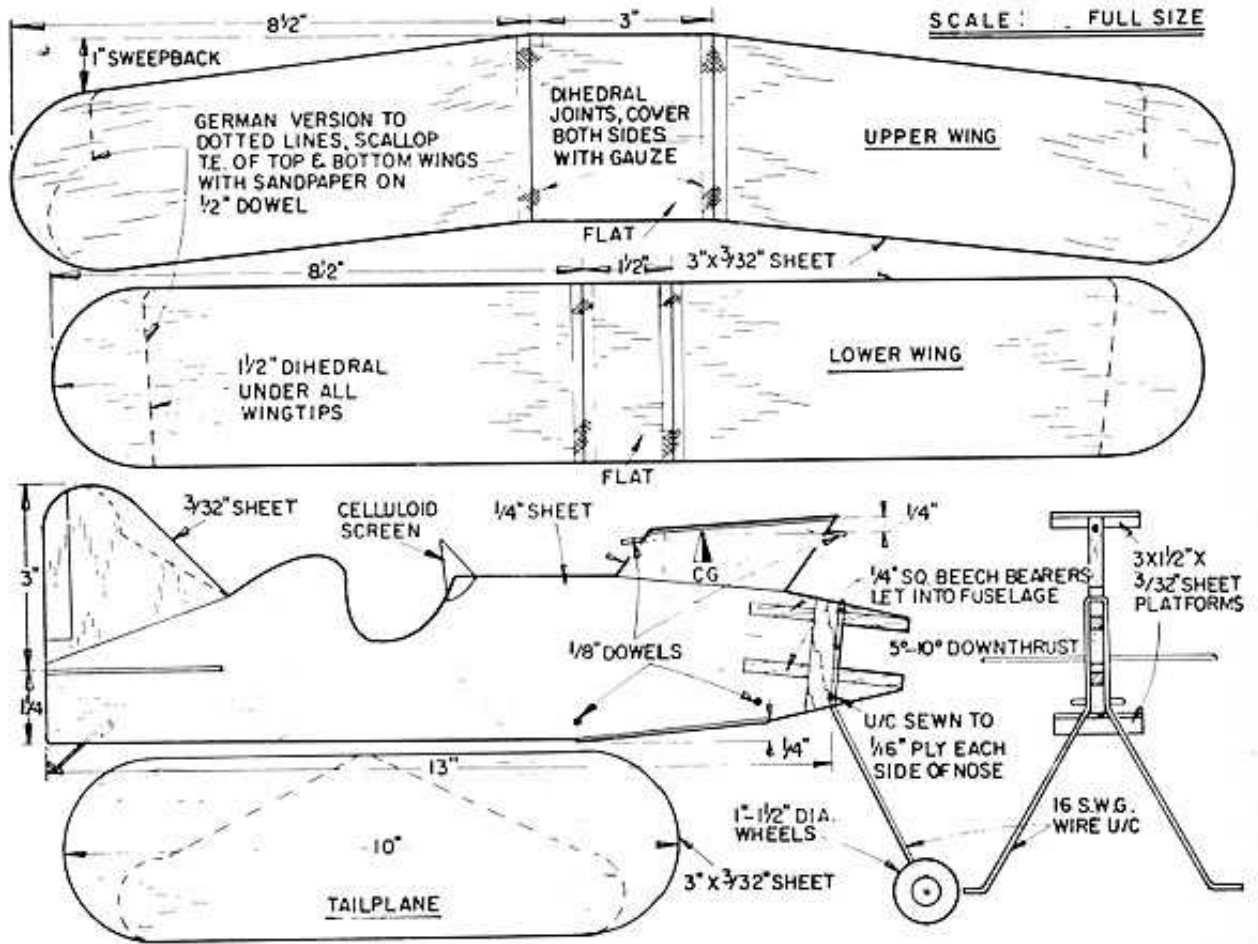 SCALE: FULL SIZE
8½"
3"
1" SWEEPBACK
GERMAN VERSION TO
DOTTED LINES, SCALLOP
T.E. OF TOP & BOTTOM WINGS
WITH SANDPAPER ON
½" DOWEL
DIHEDRAL
JOINTS, COVER
BOTH SIDES
WITH GAUZE
UPPER WING
FLAT
3"X 3/32" SHEET
8½"
1½"
1½" DIHEDRAL
UNDER ALL
WINGTIPS
LOWER WING
FLAT
3/32" SHEET
CELLULOID
SCREEN
¼" SHEET
¼"
CG
3"
¼" SQ. BEECH BEARERS
LET INTO FUSELAGE
3X1½"X
3/32" SHEET
PLATFORMS
⅛" DOWELS
5°-10° DOWNTHRUST
1¼
U/C SEWN TO
1/16" PLY EACH
SIDE OF NOSE
¼"
13"
10"
1"-1½" DIA.
WHEELS
16 S.W.G.
WIRE U/C
3"X 3/32" SHEET
TAILPLANE